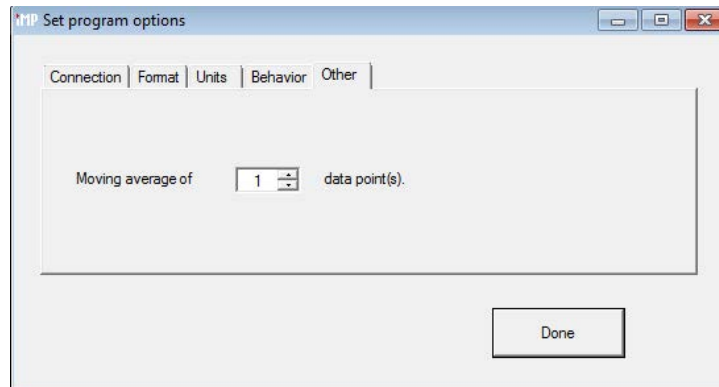 Set program options
Connection Format Units Behavior Other
Moving average of 1 data point(s).
Done